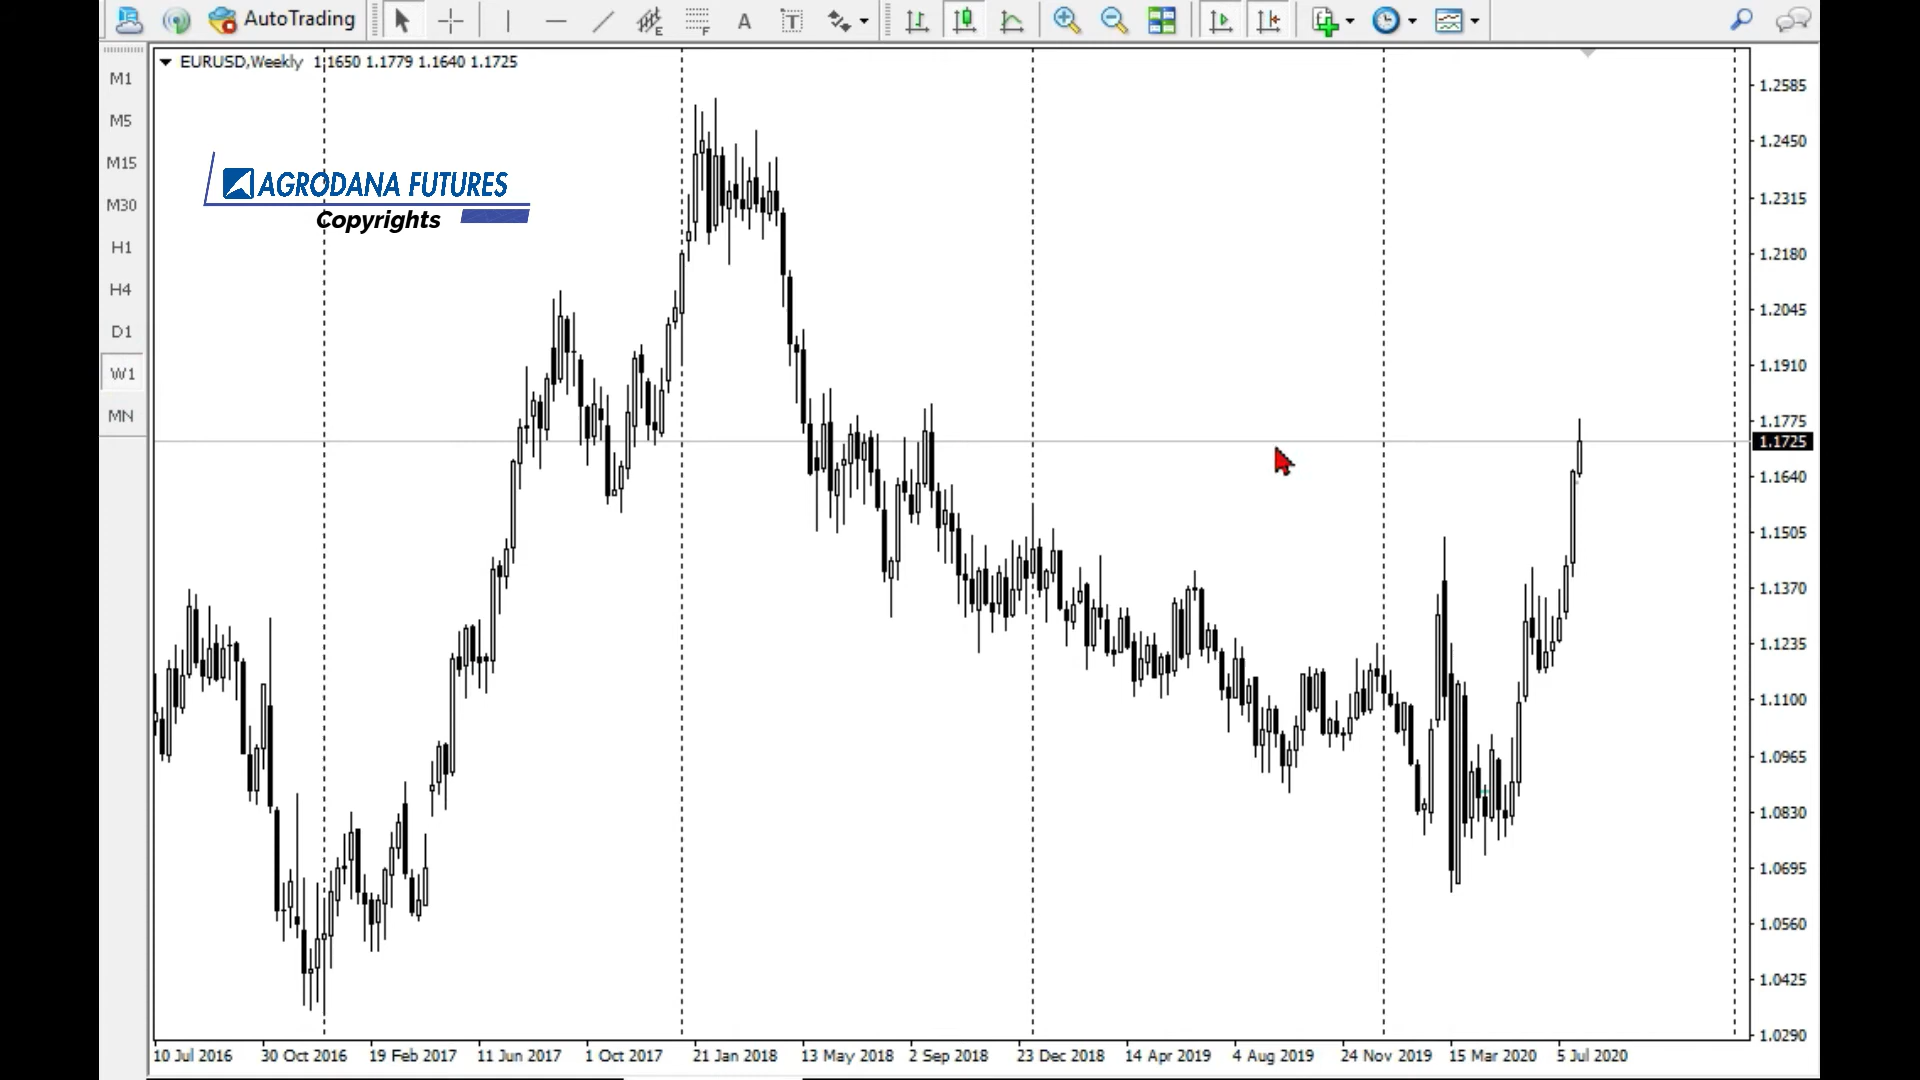 AutoTrading
E
F
A
T
M1
M5
M15
M30
H1
H4
D1
W1
MN
EURUSD,Weekly 1.1650 1.1779 1.1640 1.1725
AGRODANA FUTURES
Copyrights
1.2585
1.2450
1.2315
1.2180
1.2045
1.1910
1.1775
1.1725
1.1640
1.1505
1.1370
1.1235
1.1100
1.0965
1.0830
1.0695
1.0560
1.0425
1.0290
10 Jul 2016 30 Oct 2016 19 Feb 2017 11 Jun 2017 1 Oct 2017 21 Jan 2018 13 May 2018 2 Sep 2018 23 Dec 2018 14 Apr 2019 4 Aug 2019 24 Nov 2019 15 Mar 2020 5 Jul 2020